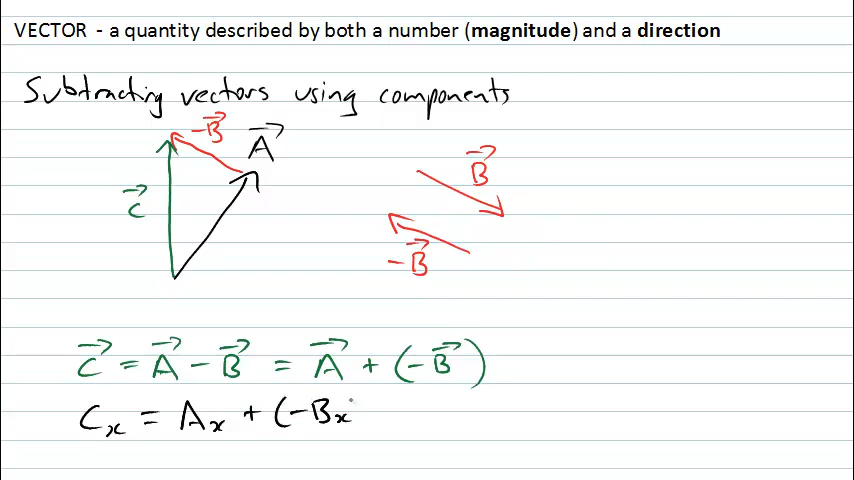 VECTOR - a quantity described by both a number (magnitude) and a direction
Subtracting vectors using components
-B⃗
A⃗
B⃗
C⃗
-B⃗
C⃗ = A⃗ - B⃗ = A⃗ + (-B⃗)
Cₓ = Aₓ + (-Bₓ